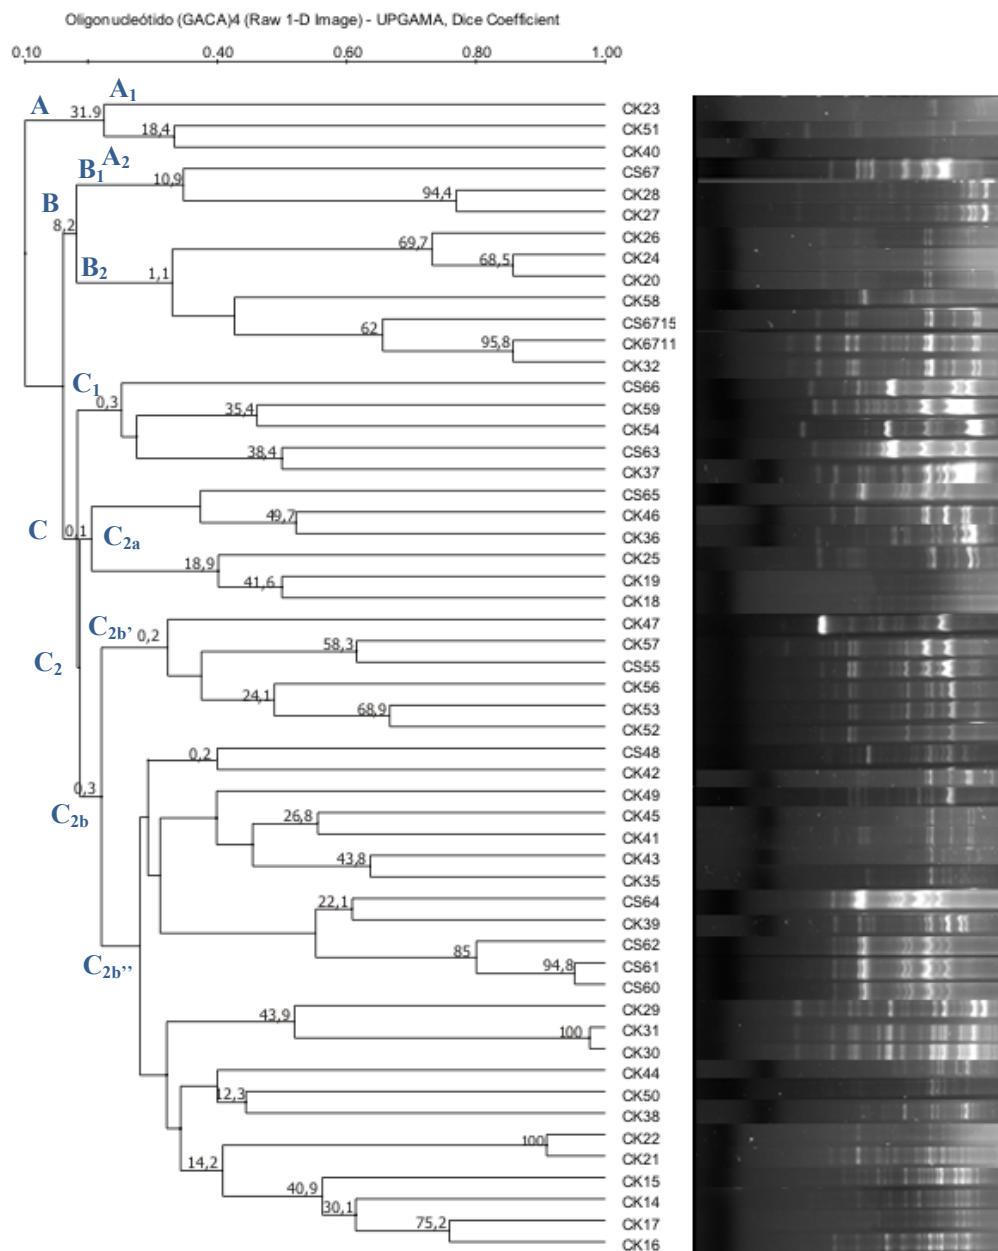 Oligonucleótido (GACA)4 (Raw 1-D Image) - UPGAMA, Dice Coefficient
0.10 0.40 0.60 0.80 1.00
A A₁
31.9 CK23
18,4 CK51
CK40
A₂
B₁ 10,9 CS67
94,4 CK28
CK27
B 8,2
69,7 CK26
68,5 CK24
B₂ 1,1 CK20
CK58
62 CS6715
95,8 CK6711
CK32
C₁ 0,3 CS66
35,4 CK59
CK54
38,4 CS63
CK37
CS65
49,7 CK46
C 0,1 C₂ₐ CK36
18,9 CK25
41,6 CK19
CK18
C2b' 0,2 CK47
58,3 CK57
C₂ CS55
24,1 CK56
68,9 CK53
CK52
0,2 CS48
CK42
0,3 CK49
C2b 26,8 CK45
CK41
43,8 CK43
CK35
22,1 CS64
CK39
85 CS62
C2b’’ 94,8 CS61
CS60
43,9 CK29
100 CK31
CK30
CK44
12,3 CK50
CK38
100 CK22
14,2 CK21
40,9 CK15
30,1 CK14
75,2 CK17
CK16